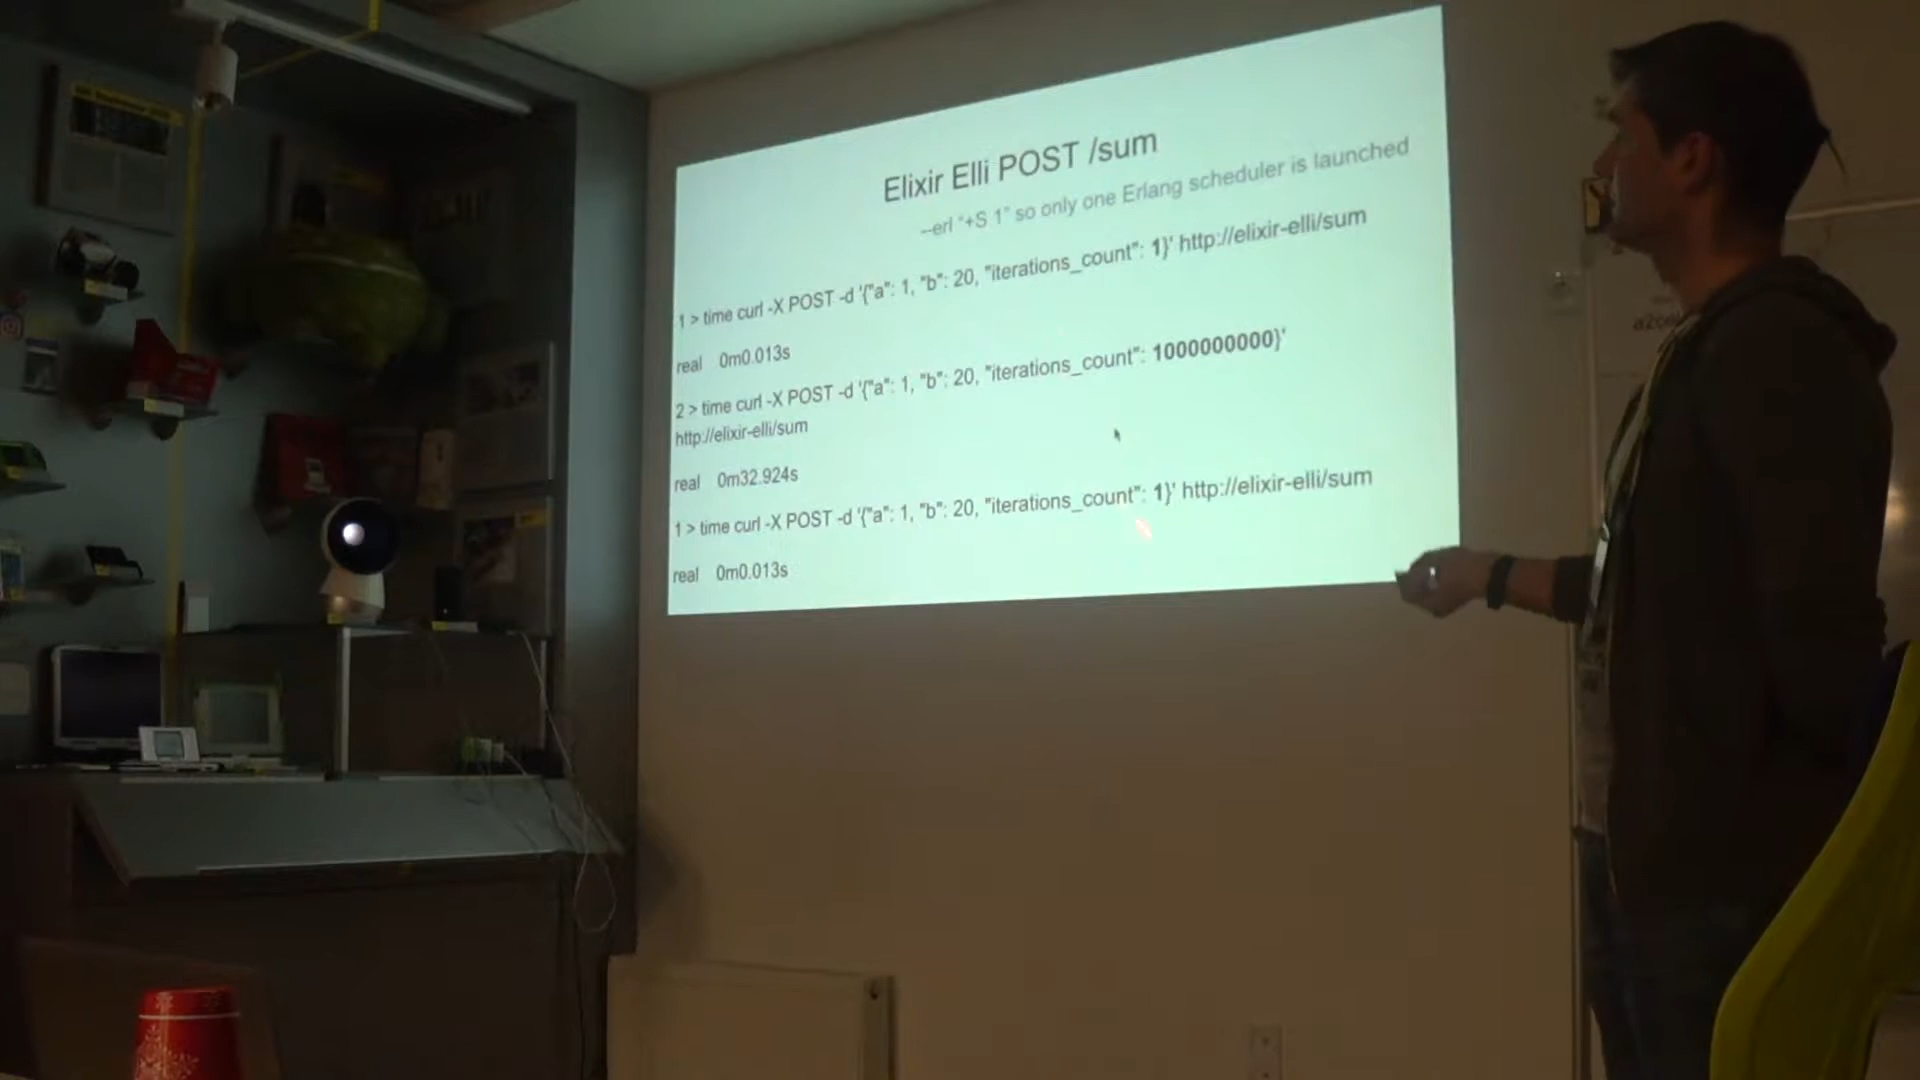 Elixir Elli POST /sum
--erl “+S 1” so only one Erlang scheduler is launched
1 > time curl -X POST -d '{"a": 1, "b": 20, "iterations_count": 1}' http://elixir-elli/sum
real 0m0.013s
2 > time curl -X POST -d '{"a": 1, "b": 20, "iterations_count": 1000000000}'
http://elixir-elli/sum
real 0m32.924s
1 > time curl -X POST -d '{"a": 1, "b": 20, "iterations_count": 1}' http://elixir-elli/sum
real 0m0.013s